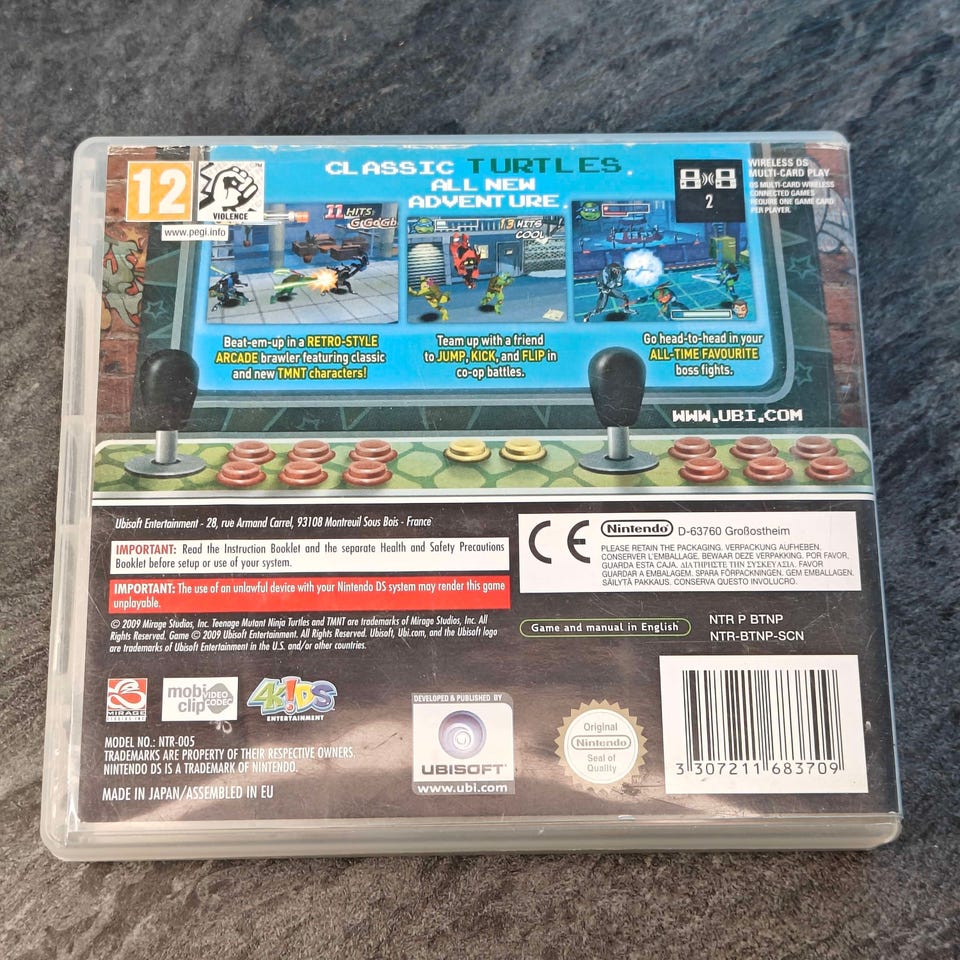 12
VIOLENCE
www.pegi.info
CLASSIC TURTLES.
ALL NEW
ADVENTURE.
8 8
2
WIRELESS DS
MULTI-CARD PLAY
DS MULTI-CARD WIRELESS
CONNECTED GAMES
REQUIRE ONE GAME CARD
PER PLAYER.
11 HITS
13 HITS
COOL
Beat-em-up in a RETRO-STYLE
ARCADE brawler featuring classic
and new TMNT characters!
Team up with a friend
to JUMP, KICK, and FLIP in
co-op battles.
Go head-to-head in your
ALL-TIME FAVOURITE
boss fights.
WWW.UBI.COM
Ubisoft Entertainment - 28, rue Armand Carrel, 93108 Montreuil Sous Bois - France
IMPORTANT: Read the Instruction Booklet and the separate Health and Safety Precautions
Booklet before setup or use of your system.
IMPORTANT: The use of an unlawful device with your Nintendo DS system may render this game
unplayable.
© 2009 Mirage Studios, Inc. Teenage Mutant Ninja Turtles and TMNT are trademarks of Mirage Studios, Inc. All
Rights Reserved. Game © 2009 Ubisoft Entertainment. All Rights Reserved. Ubisoft, Ubi.com, and the Ubisoft logo
are trademarks of Ubisoft Entertainment in the U.S. and/or other countries.
CE
Nintendo D-63760 Großostheim
PLEASE RETAIN THE PACKAGING. VERPACKUNG AUFHEBEN.
CONSERVER L'EMBALLAGE. BEWAAR DEZE VERPAKKING. POR FAVOR,
GUARDA ESTA CAJA. ΔΙΑΤΗΡΗΣΤΕ ΤΗΝ ΣΥΣΚΕΥΑΣΙΑ. FAVOR
GUARDAR A EMBALAGEM. SPARA FÖRPACKNINGEN. GEM EMBALLAGEN.
SÄILYTÄ PAKKAUS. CONSERVA QUESTO INVOLUCRO.
Game and manual in English
NTR P BTNP
NTR-BTNP-SCN
MIRAGE
STUDIOS INC
mobi
clip
VIDEO
CODEC
4K!DS
ENTERTAINMENT
DEVELOPED & PUBLISHED BY
UBISOFT
www.ubi.com
Original
Nintendo
Seal of
Quality
3 307211 683709
MODEL NO.: NTR-005
TRADEMARKS ARE PROPERTY OF THEIR RESPECTIVE OWNERS.
NINTENDO DS IS A TRADEMARK OF NINTENDO.
MADE IN JAPAN/ASSEMBLED IN EU